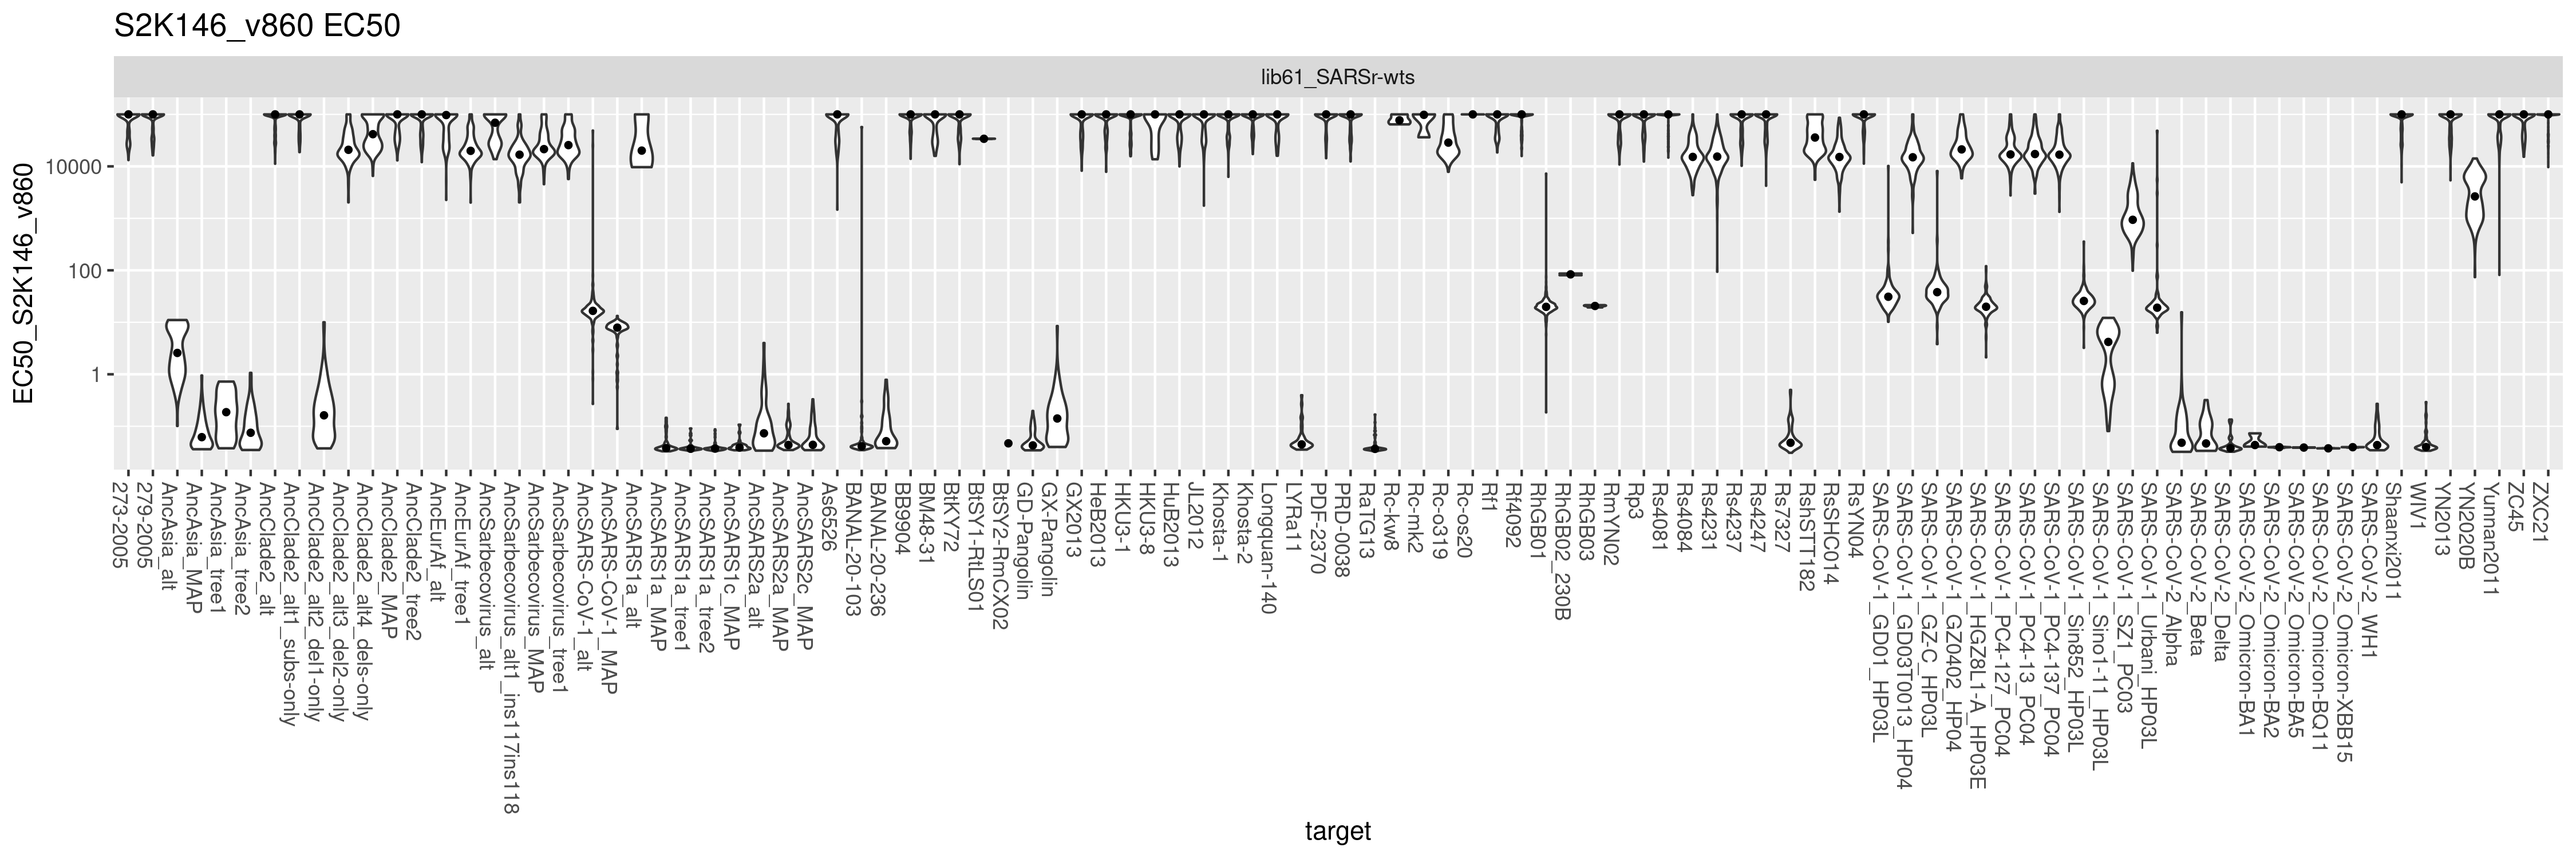 S2K146_v860 EC50
lib61_SARSr-wts
EC50_S2K146_v860
10000
100
1
273-2005
279-2005
AncAsia_alt
AncAsia_MAP
AncAsia_tree1
AncAsia_tree2
AncClade2_alt
AncClade2_alt1_subs-only
AncClade2_alt2_del1-only
AncClade2_alt3_del2-only
AncClade2_alt4_dels-only
AncClade2_MAP
AncClade2_tree2
AncEurAf_alt
AncEurAf_tree1
AncSarbecovirus_alt
AncSarbecovirus_alt1_ins117ins118
AncSarbecovirus_MAP
AncSarbecovirus_tree1
AncSARS-CoV-1_alt
AncSARS-CoV-1_MAP
AncSARS1a_alt
AncSARS1a_MAP
AncSARS1a_tree1
AncSARS1a_tree2
AncSARS1c_MAP
AncSARS2a_alt
AncSARS2a_MAP
AncSARS2c_MAP
As6526
BANAL-20-103
BANAL-20-236
BB9904
BM48-31
BtKY72
BtSY1-RtLS01
BtSY2-RmCX02
GD-Pangolin
GX-Pangolin
GX2013
HeB2013
HKU3-1
HKU3-8
HuB2013
JL2012
Khosta-1
Khosta-2
Longquan-140
LYRa11
PDF-2370
PRD-0038
RaTG13
Rc-kw8
Rc-mk2
Rc-o319
Rc-os20
Rf1
Rf4092
RhGB01
RhGB02_230B
RhGB03
RmYN02
Rp3
Rs4081
Rs4084
Rs4231
Rs4237
Rs4247
Rs7327
RshSTT182
RsSHC014
RsYN04
SARS-CoV-1_GD01_HP03L
SARS-CoV-1_GD03T0013_HP04
SARS-CoV-1_GZ-C_HP03L
SARS-CoV-1_GZ0402_HP04
SARS-CoV-1_HGZ8L1-A_HP03E
SARS-CoV-1_PC4-127_PC04
SARS-CoV-1_PC4-13_PC04
SARS-CoV-1_PC4-137_PC04
SARS-CoV-1_Sin852_HP03L
SARS-CoV-1_Sino1-11_HP03L
SARS-CoV-1_SZ1_PC03
SARS-CoV-1_Urbani_HP03L
SARS-CoV-2_Alpha
SARS-CoV-2_Beta
SARS-CoV-2_Delta
SARS-CoV-2_Omicron-BA1
SARS-CoV-2_Omicron-BA2
SARS-CoV-2_Omicron-BA5
SARS-CoV-2_Omicron-BQ11
SARS-CoV-2_Omicron-XBB15
SARS-CoV-2_WH1
Shaanxi2011
WIV1
YN2013
YN2020B
Yunnan2011
ZC45
ZXC21
target